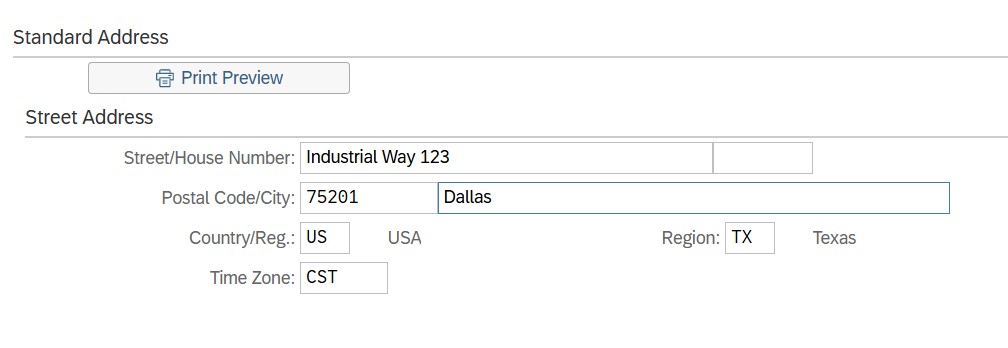 Standard Address
Print Preview
Street Address
Street/House Number: Industrial Way 123
Postal Code/City: 75201 Dallas
Country/Reg.: US USA Region: TX Texas
Time Zone: CST